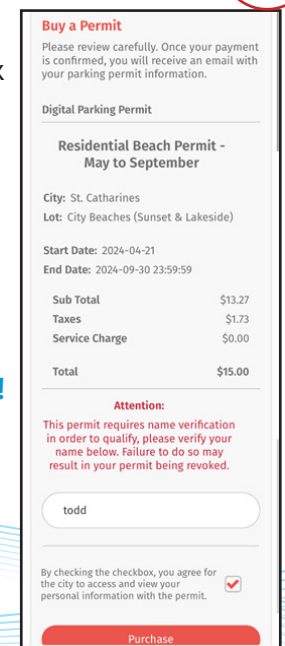 Buy a Permit
Please review carefully. Once your payment
is confirmed, you will receive an email with
your parking permit information.
Digital Parking Permit
Residential Beach Permit -
May to September
City: St. Catharines
Lot: City Beaches (Sunset & Lakeside)
Start Date: 2024-04-21
End Date: 2024-09-30 23:59:59
Sub Total $13.27
Taxes $1.73
Service Charge $0.00
Total $15.00
Attention:
This permit requires name verification
in order to qualify, please verify your
name below. Failure to do so may
result in your permit being revoked.
todd
By checking the checkbox, you agree for
the city to access and view your
personal information with the permit.
Purchase